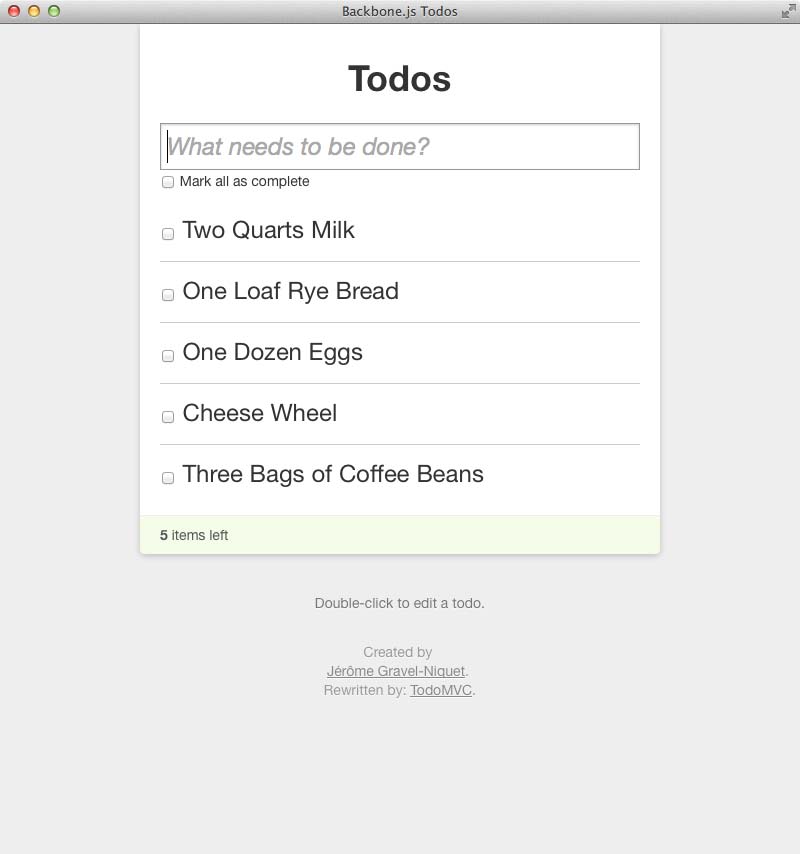 Backbone.js Todos
Todos
What needs to be done?
Mark all as complete
Two Quarts Milk
One Loaf Rye Bread
One Dozen Eggs
Cheese Wheel
Three Bags of Coffee Beans
5 items left
Double-click to edit a todo.
Created by
Jérôme Gravel-Niquet.
Rewritten by: TodoMVC.